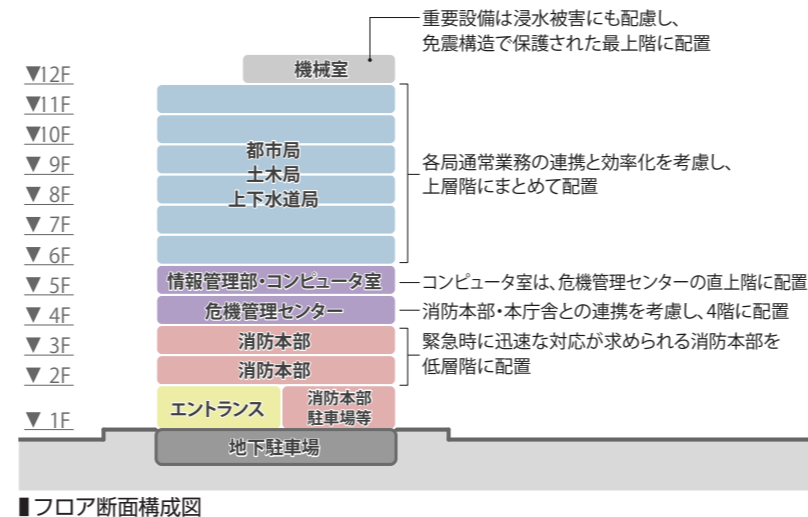 重要設備は浸水被害にも配慮し、
免震構造で保護された最上階に配置
▼12F
機械室
▼11F
▼10F
▼ 9F
▼ 8F
▼ 7F
▼ 6F
都市局
土木局
上下水道局
各局通常業務の連携と効率化を考慮し、
上層階にまとめて配置
▼ 5F
情報管理部・コンピュータ室
コンピュータ室は、危機管理センターの直上階に配置
▼ 4F
危機管理センター
消防本部・本庁舎との連携を考慮し、4階に配置
▼ 3F
消防本部
▼ 2F
消防本部
緊急時に迅速な対応が求められる消防本部を
低層階に配置
▼ 1F
エントランス
消防本部
駐車場等
地下駐車場
▌フロア断面構成図